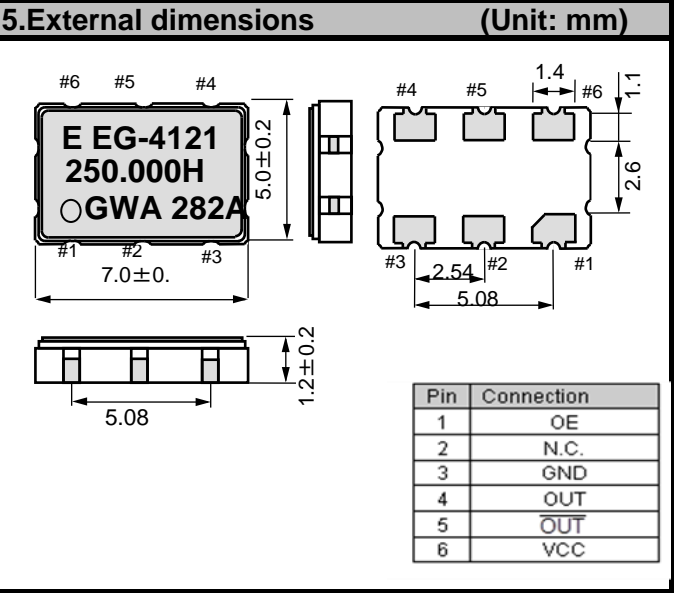 5.External dimensions (Unit: mm)
#6 #5 #4
E EG-4121
250.000H
○GWA 282A
#1 #2 #3
7.0±0.
5.0±0.2
#4 #5 #6
1.4
1.1
2.6
#3 #2 #1
2.54
5.08
1.2±0.2
5.08
Pin Connection
1 OE
2 N.C.
3 GND
4 OUT
5 O̅U̅T̅
6 VCC